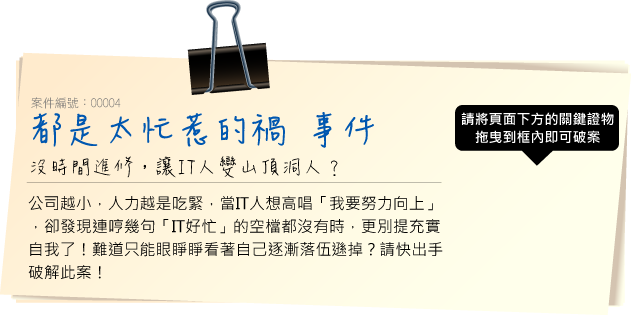 案件編號：00004
都是太忙惹的禍 事件
沒時間進修，讓IT人變山頂洞人？
請將頁面下方的關鍵證物
拖曳到框內即可破案
公司越小，人力越是吃緊，當IT人想高唱「我要努力向上」
，卻發現連哼幾句「IT好忙」的空檔都沒有時，更別提充實
自我了！難道只能眼睜睜看著自己逐漸落伍遜掉？請快出手
破解此案！